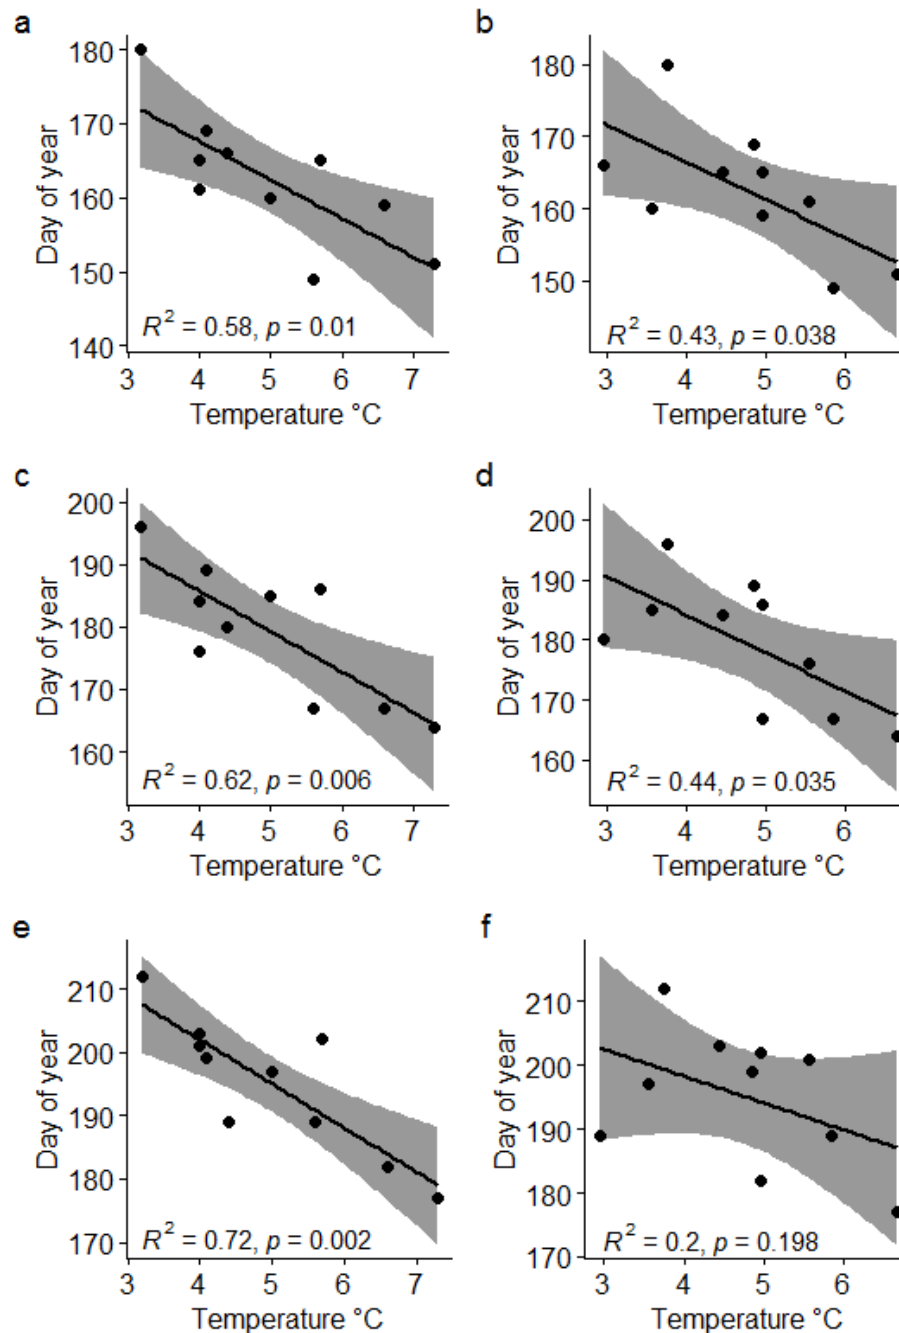 a
180
170
160
150
140
Day of year
R² = 0.58, p = 0.01
3 4 5 6 7
Temperature °C
b
180
170
160
150
Day of year
R² = 0.43, p = 0.038
3 4 5 6
Temperature °C
c
200
190
180
170
160
Day of year
R² = 0.62, p = 0.006
3 4 5 6 7
Temperature °C
d
200
190
180
170
160
Day of year
R² = 0.44, p = 0.035
3 4 5 6
Temperature °C
e
210
200
190
180
170
Day of year
R² = 0.72, p = 0.002
3 4 5 6 7
Temperature °C
f
210
200
190
180
170
Day of year
R² = 0.2, p = 0.198
3 4 5 6
Temperature °C